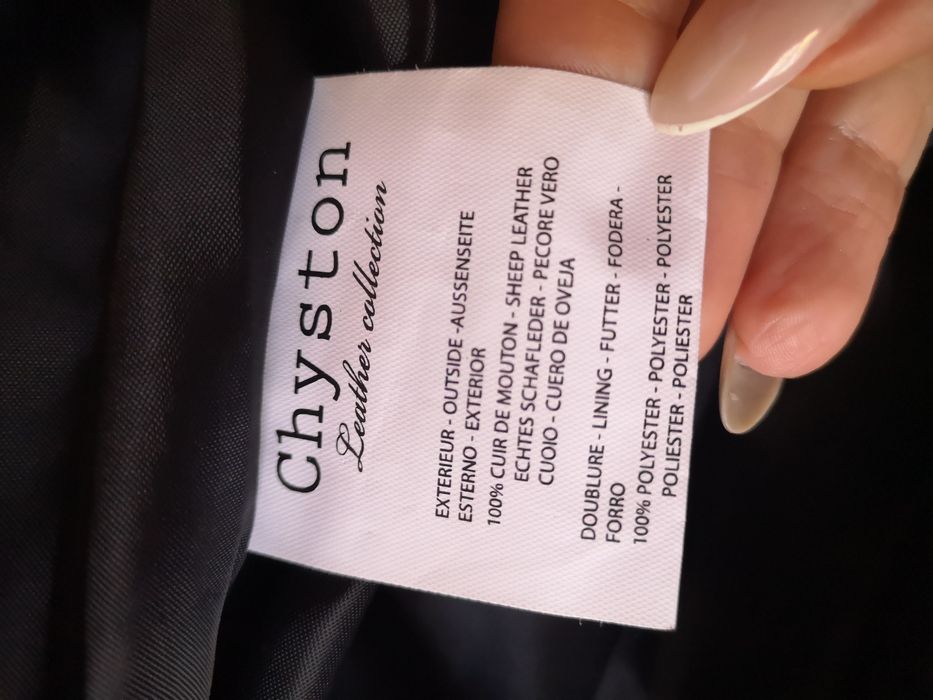 Chyston
Leather collection
EXTERIEUR - OUTSIDE -AUSSENSEITE
ESTERNO - EXTERIOR
100% CUIR DE MOUTON - SHEEP LEATHER
ECHTES SCHAFLEDER - PECORE VERO
CUOIO - CUERO DE OVEJA
DOUBLURE - LINING - FUTTER - FODERA -
FORRO
100% POLYESTER - POLYESTER - POLYESTER
POLIESTER - POLIESTER